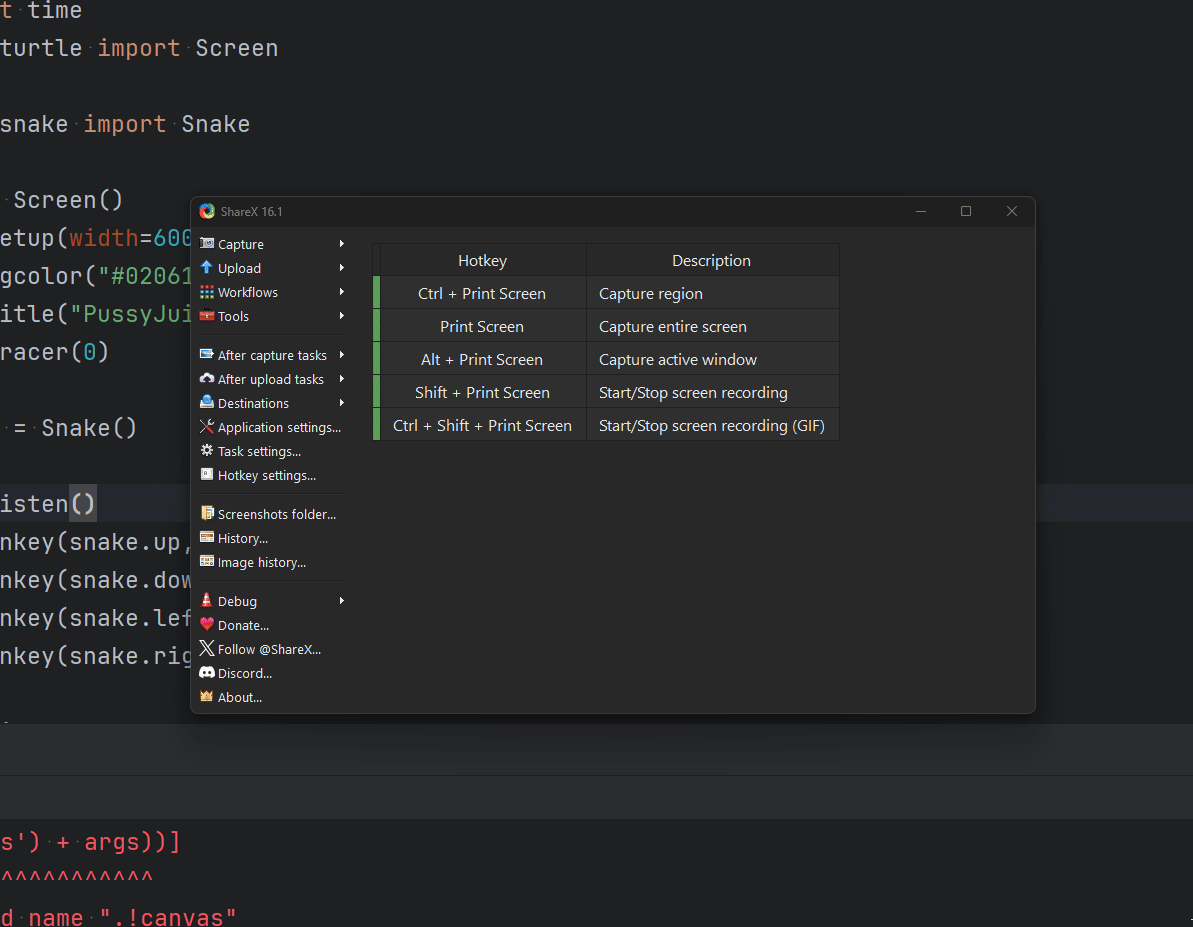 t time
turtle import Screen
snake import Snake
Screen()
etup(width=600
gcolor("#02061
itle("PussyJui
racer(0)
= Snake()
isten()
nkey(snake.up,
nkey(snake.dow
nkey(snake.lef
nkey(snake.rig
ShareX 16.1
Capture
Upload
Workflows
Tools
After capture tasks
After upload tasks
Destinations
Application settings...
Task settings...
Hotkey settings...
Screenshots folder...
History...
Image history...
Debug
Donate...
Follow @ShareX...
Discord...
About...
Hotkey Description
Ctrl + Print Screen Capture region
Print Screen Capture entire screen
Alt + Print Screen Capture active window
Shift + Print Screen Start/Stop screen recording
Ctrl + Shift + Print Screen Start/Stop screen recording (GIF)
s') + args))]
^^^^^^^^^^^
d name ".!canvas"